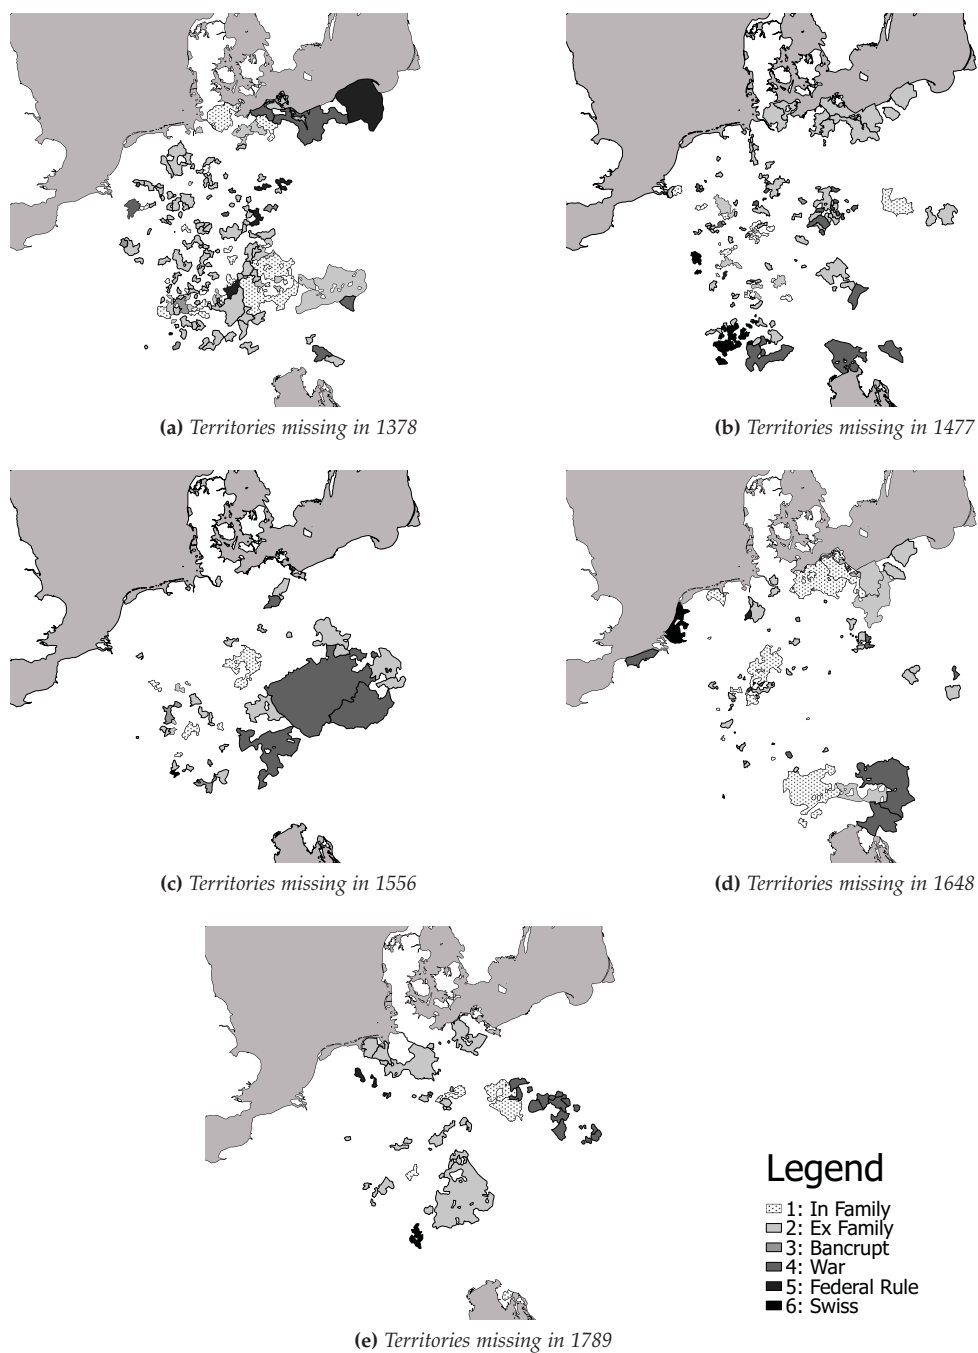 (a) Territories missing in 1378
(b) Territories missing in 1477
(c) Territories missing in 1556
(d) Territories missing in 1648
Legend
1: In Family
2: Ex Family
3: Bancrupt
4: War
5: Federal Rule
6: Swiss
(e) Territories missing in 1789